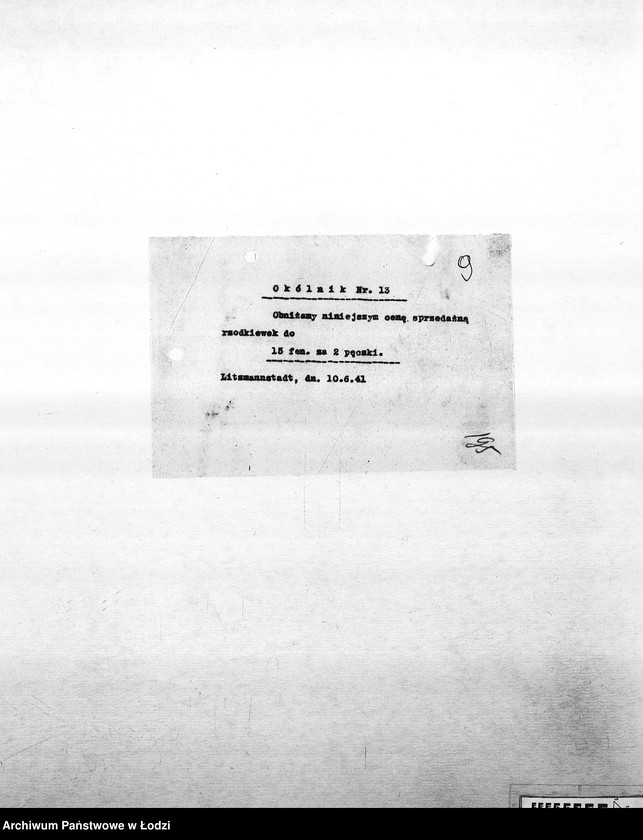 9
Okólnik Nr. 13
Obniżamy niniejszym cenę sprzedażną
rzodkiewek do
15 fen. za 2 pęczki.
Litzmannstadt, dn. 10.6.41
Archiwum Państwowe w Łodzi